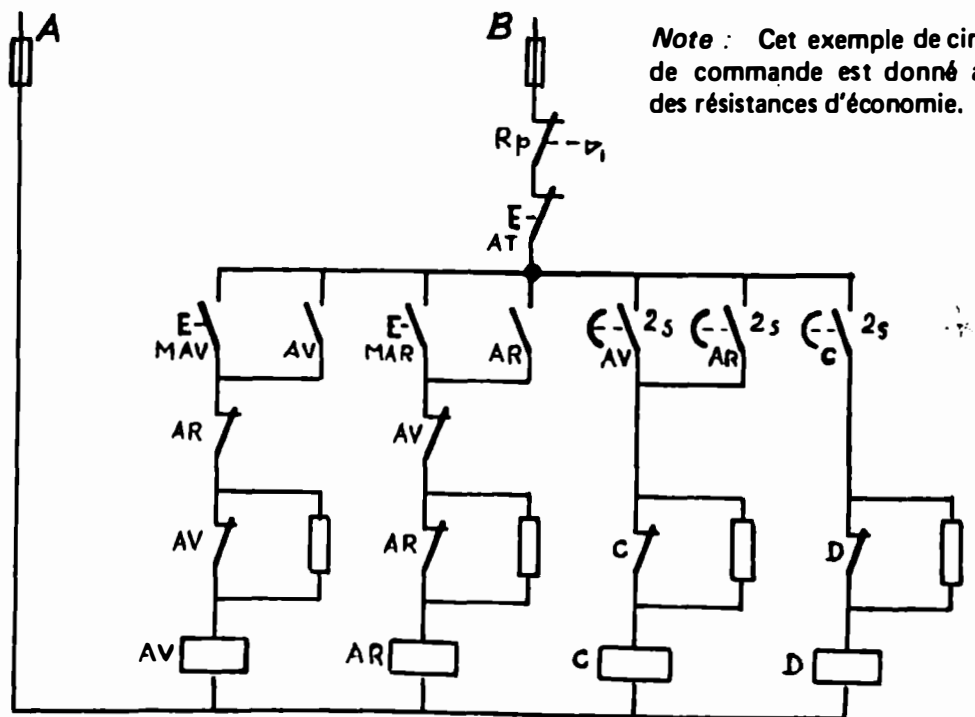 A
B
Note : Cet exemple de cir
de commande est donné a
des résistances d'économie.
Rp
E
AT
E
MAV
AV
E
MAR
AR
2s
AV
2s
AR
2s
C
AR
AV
AV
AR
C
D
AV
AR
C
D